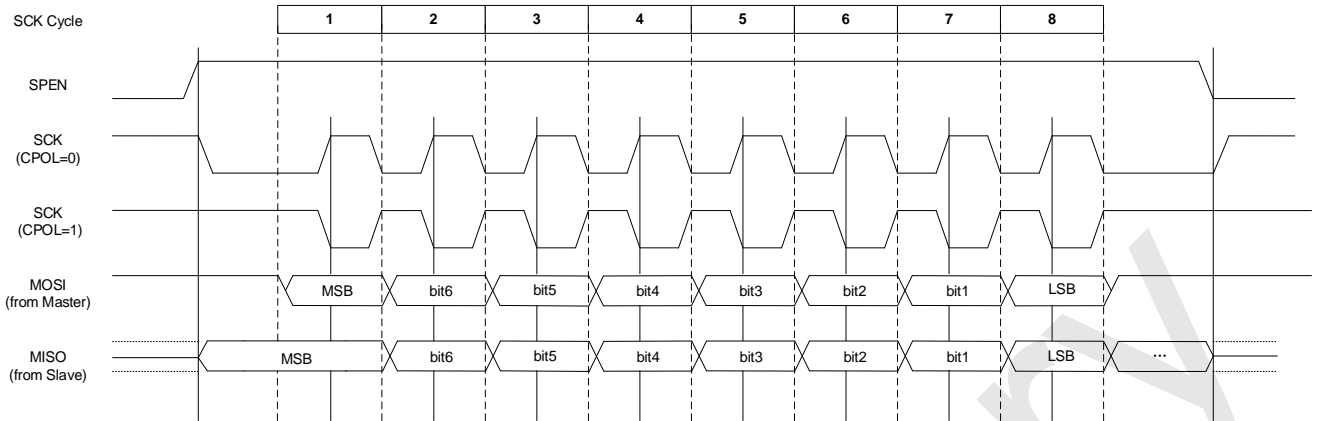 SCK Cycle 1 2 3 4 5 6 7 8
SPEN
SCK
(CPOL=0)
SCK
(CPOL=1)
MOSI
(from Master)
MSB bit6 bit5 bit4 bit3 bit2 bit1 LSB
MISO
(from Slave)
MSB bit6 bit5 bit4 bit3 bit2 bit1 LSB ...